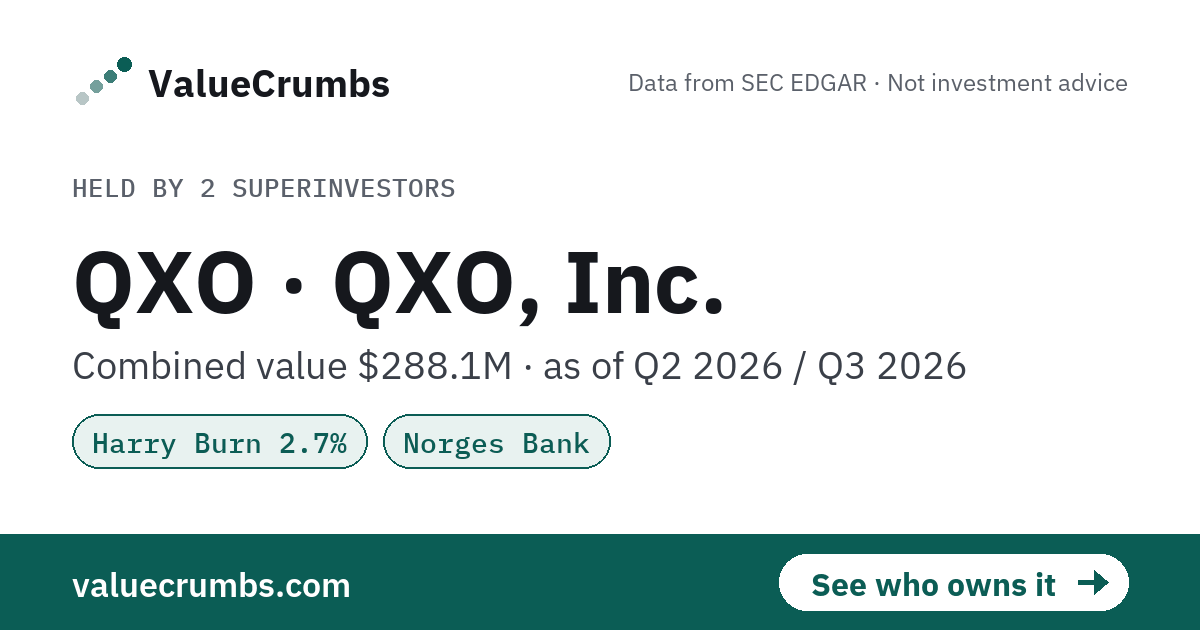 ValueCrumbs
Data from SEC EDGAR · Not investment advice
HELD BY 2 SUPERINVESTORS
QXO · QXO, Inc.
Combined value $288.1M · as of Q2 2026 / Q3 2026
Harry Burn 2.7%
Norges Bank
valuecrumbs.com
See who owns it →